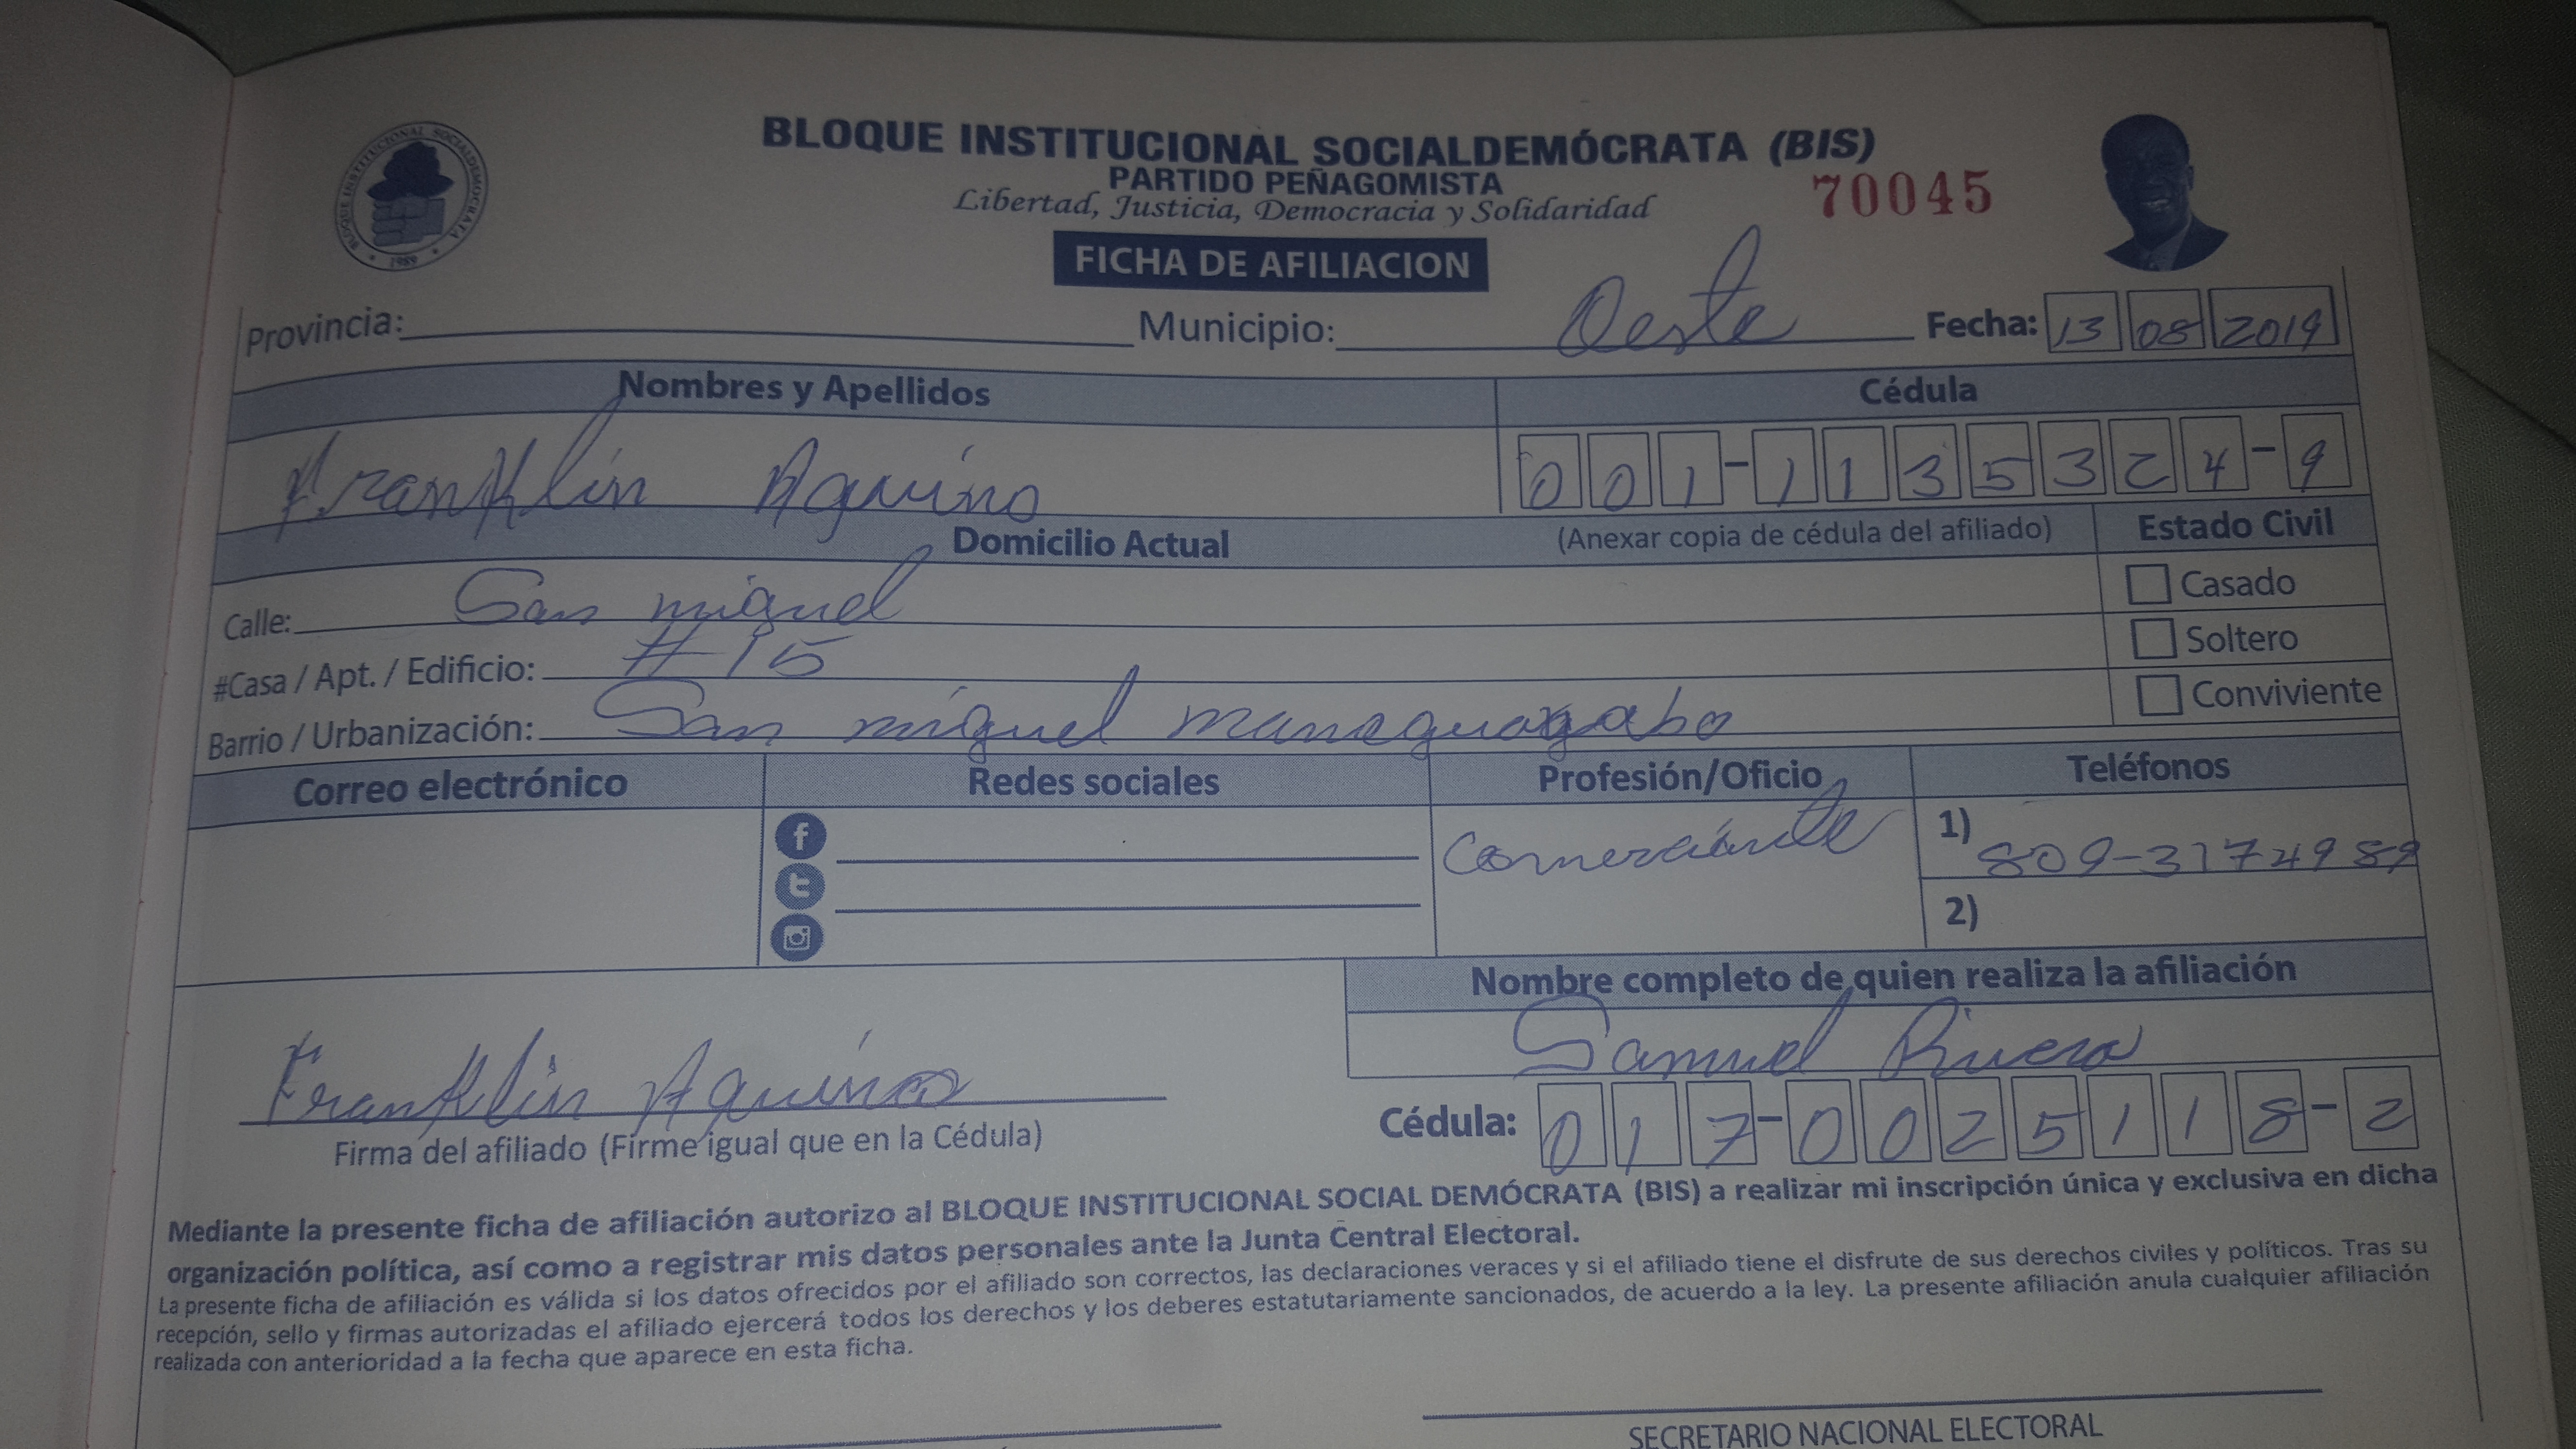 BLOQUE INSTITUCIONAL SOCIALDEMOCRATA
1989
BLOQUE INSTITUCIONAL SOCIALDEMÓCRATA (BIS)
PARTIDO PEÑAGOMISTA
70045
Libertad, Justicia, Democracia y Solidaridad
FICHA DE AFILIACION
Provincia: Municipio: Oeste Fecha: 13 08 2019
Nombres y Apellidos Cédula
Franklin Aquino 001-1135324-9
Domicilio Actual (Anexar copia de cédula del afiliado) Estado Civil
Calle: San miguel Casado
#Casa / Apt. / Edificio: #15 Soltero
Barrio / Urbanización: San miguel Conviviente
Correo electrónico Redes sociales Profesión/Oficio Teléfonos
Comerciante 1) 809-3174989
2)
Nombre completo de quien realiza la afiliación
Samuel Rivera
Franklin Aquino
Firma del afiliado (Firme igual que en la Cédula) Cédula: 017-0025118-2
Mediante la presente ficha de afiliación autorizo al BLOQUE INSTITUCIONAL SOCIAL DEMÓCRATA (BIS) a realizar mi inscripción única y exclusiva en dicha
organización política, así como a registrar mis datos personales ante la Junta Central Electoral.
La presente ficha de afiliación es válida si los datos ofrecidos por el afiliado son correctos, las declaraciones veraces y si el afiliado tiene el disfrute de sus derechos civiles y políticos. Tras su
recepción, sello y firmas autorizadas el afiliado ejercerá todos los derechos y los deberes estatutariamente sancionados, de acuerdo a la ley. La presente afiliación anula cualquier afiliación
realizada con anterioridad a la fecha que aparece en esta ficha.
SECRETARIO NACIONAL ELECTORAL